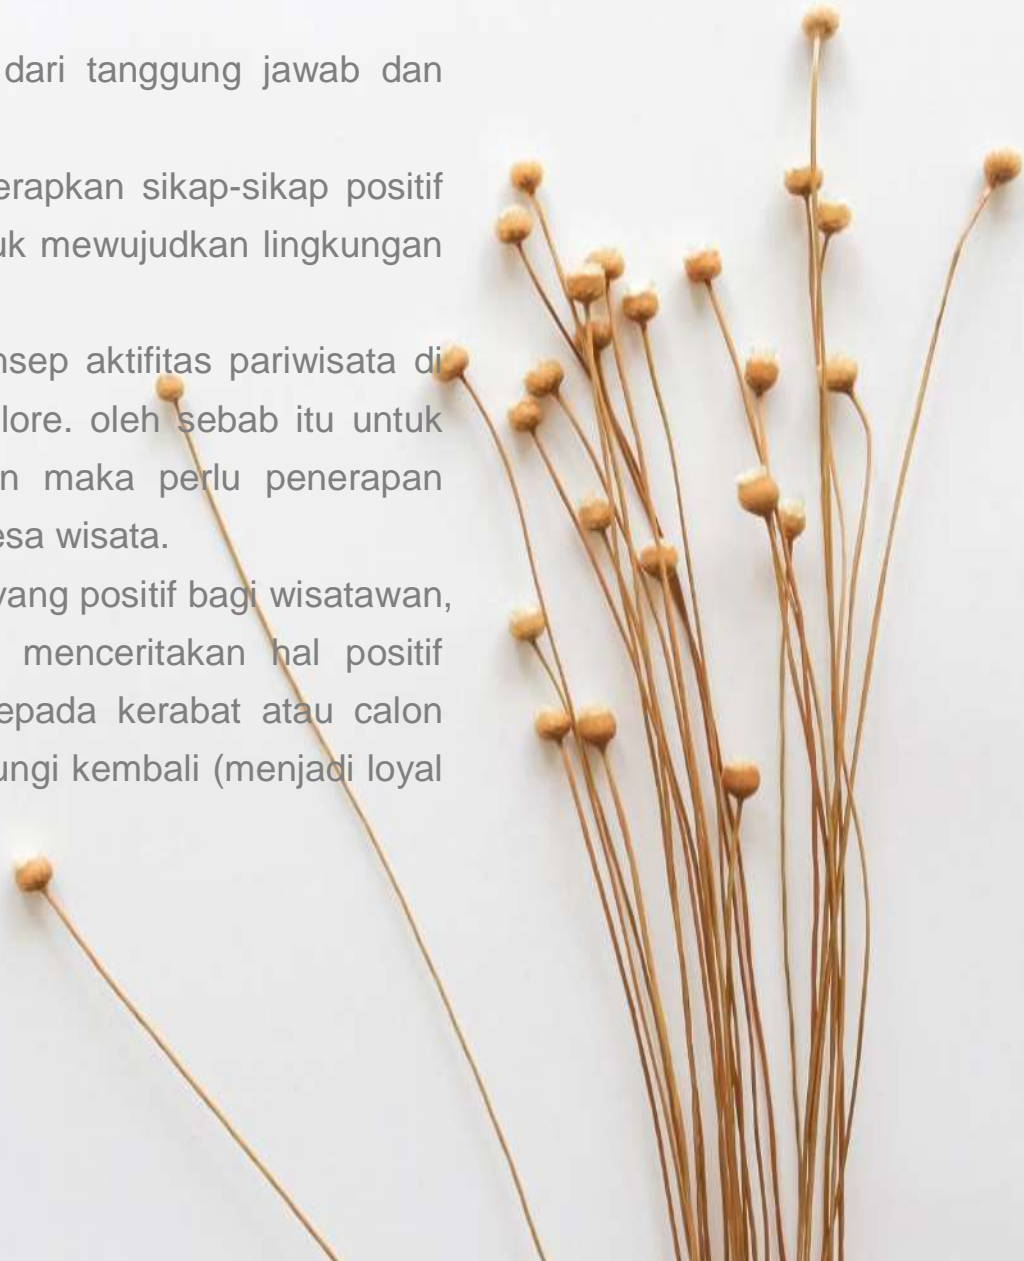 dari tanggung jawab dan
erapkan sikap-sikap positif
uk mewujudkan lingkungan
nsep aktifitas pariwisata di
lore. oleh sebab itu untuk
n maka perlu penerapan
esa wisata.
yang positif bagi wisatawan,
menceritakan hal positif
epada kerabat atau calon
ungi kembali (menjadi loyal